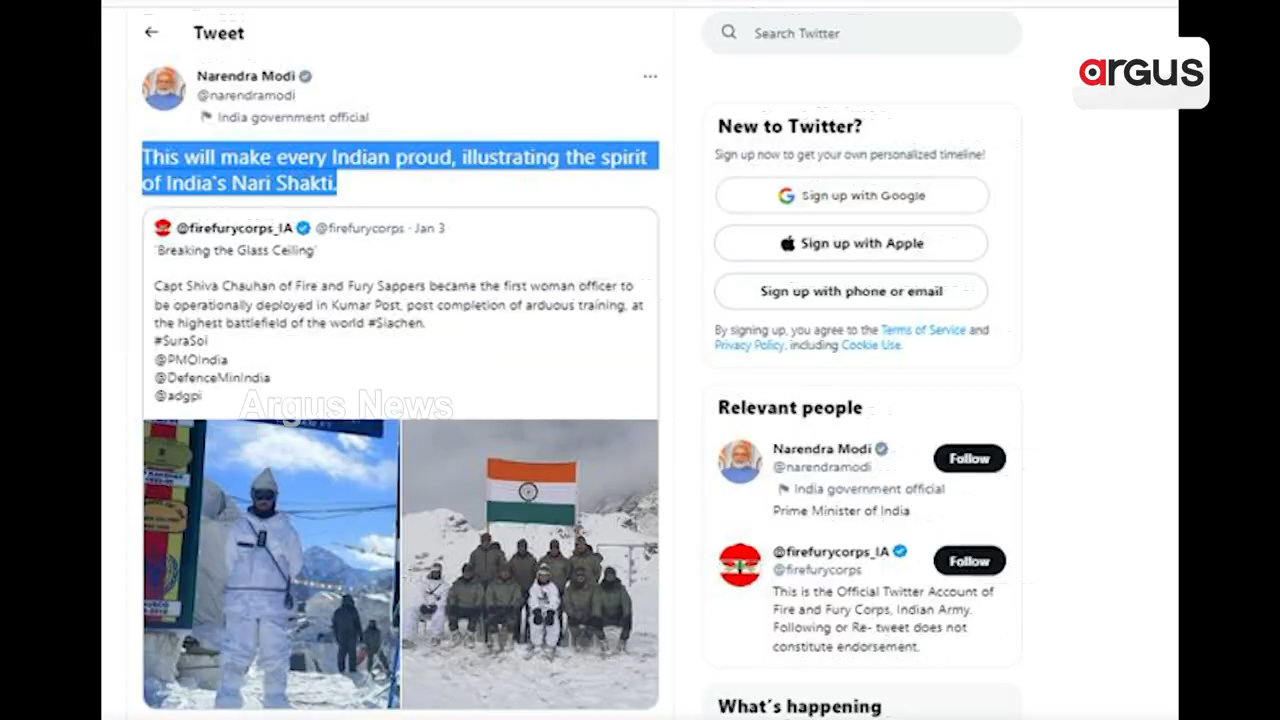 Tweet
Narendra Modi
@narendramodi
India government official
This will make every Indian proud, illustrating the spirit
of India's Nari Shakti.
@firefurycorps_IA @firefurycorps · Jan 3
'Breaking the Glass Ceiling'
Capt Shiva Chauhan of Fire and Fury Sappers became the first woman officer to
be operationally deployed in Kumar Post, post completion of arduous training, at
the highest battlefield of the world #Siachen.
#SuraSoi
@PMOIndia
@DefenceMinIndia
@adgpi
Argus News
Search Twitter
argus
New to Twitter?
Sign up now to get your own personalized timeline!
Sign up with Google
Sign up with Apple
Sign up with phone or email
By signing up, you agree to the Terms of Service and
Privacy Policy, including Cookie Use.
Relevant people
Narendra Modi
@narendramodi
Follow
India government official
Prime Minister of India
@firefurycorps_IA
@firefurycorps
Follow
This is the Official Twitter Account of
Fire and Fury Corps, Indian Army.
Following or Re- tweet does not
constitute endorsement.
What's happening